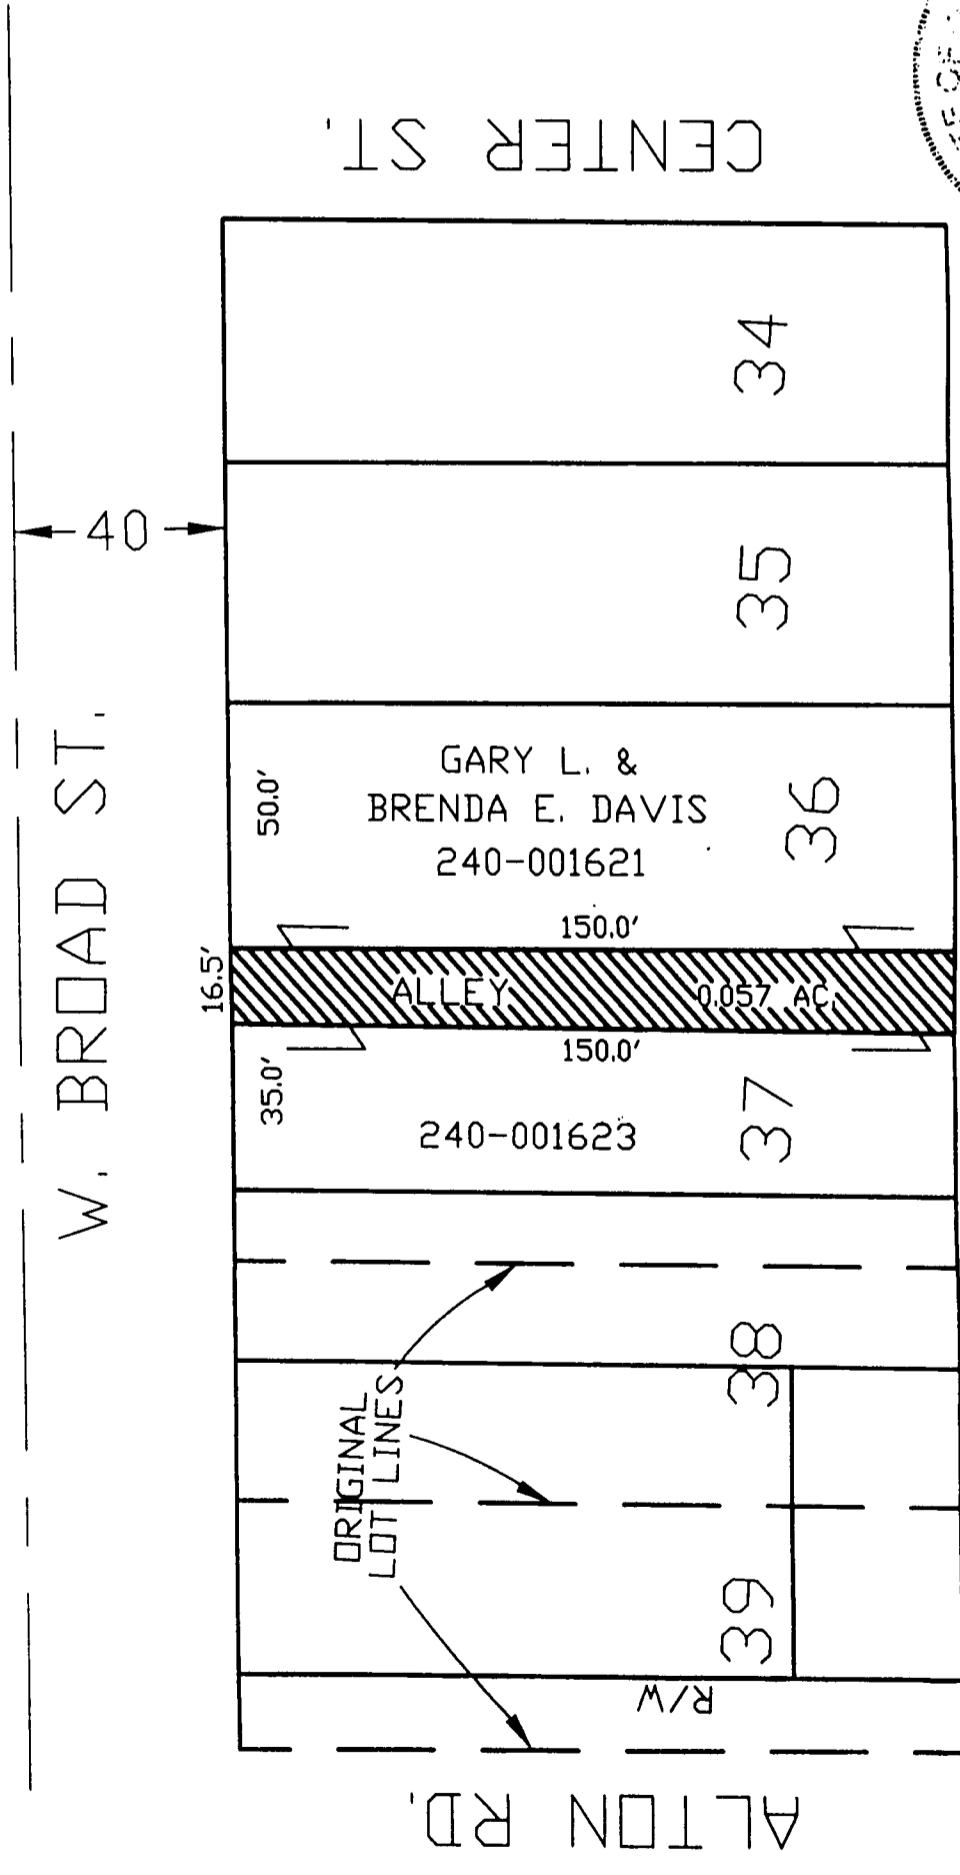 CENTER ST.
34
40
35
W. BROAD ST.
50.0'
GARY L. &
BRENDA E. DAVIS
240-001621
36
150.0'
16.5'
ALLEY
0.057 AC.
150.0'
35.0'
240-001623
37
38
ORIGINAL
LOT LINES
39
R/W
ALTON RD.